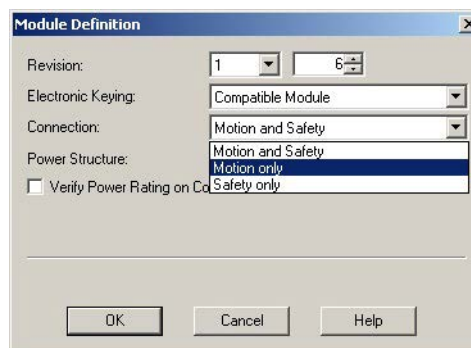 Module Definition
Revision: 1 6
Electronic Keying: Compatible Module
Connection: Motion and Safety
Motion and Safety
Power Structure:
Motion only
Verify Power Rating on Co
Safety only
OK Cancel Help